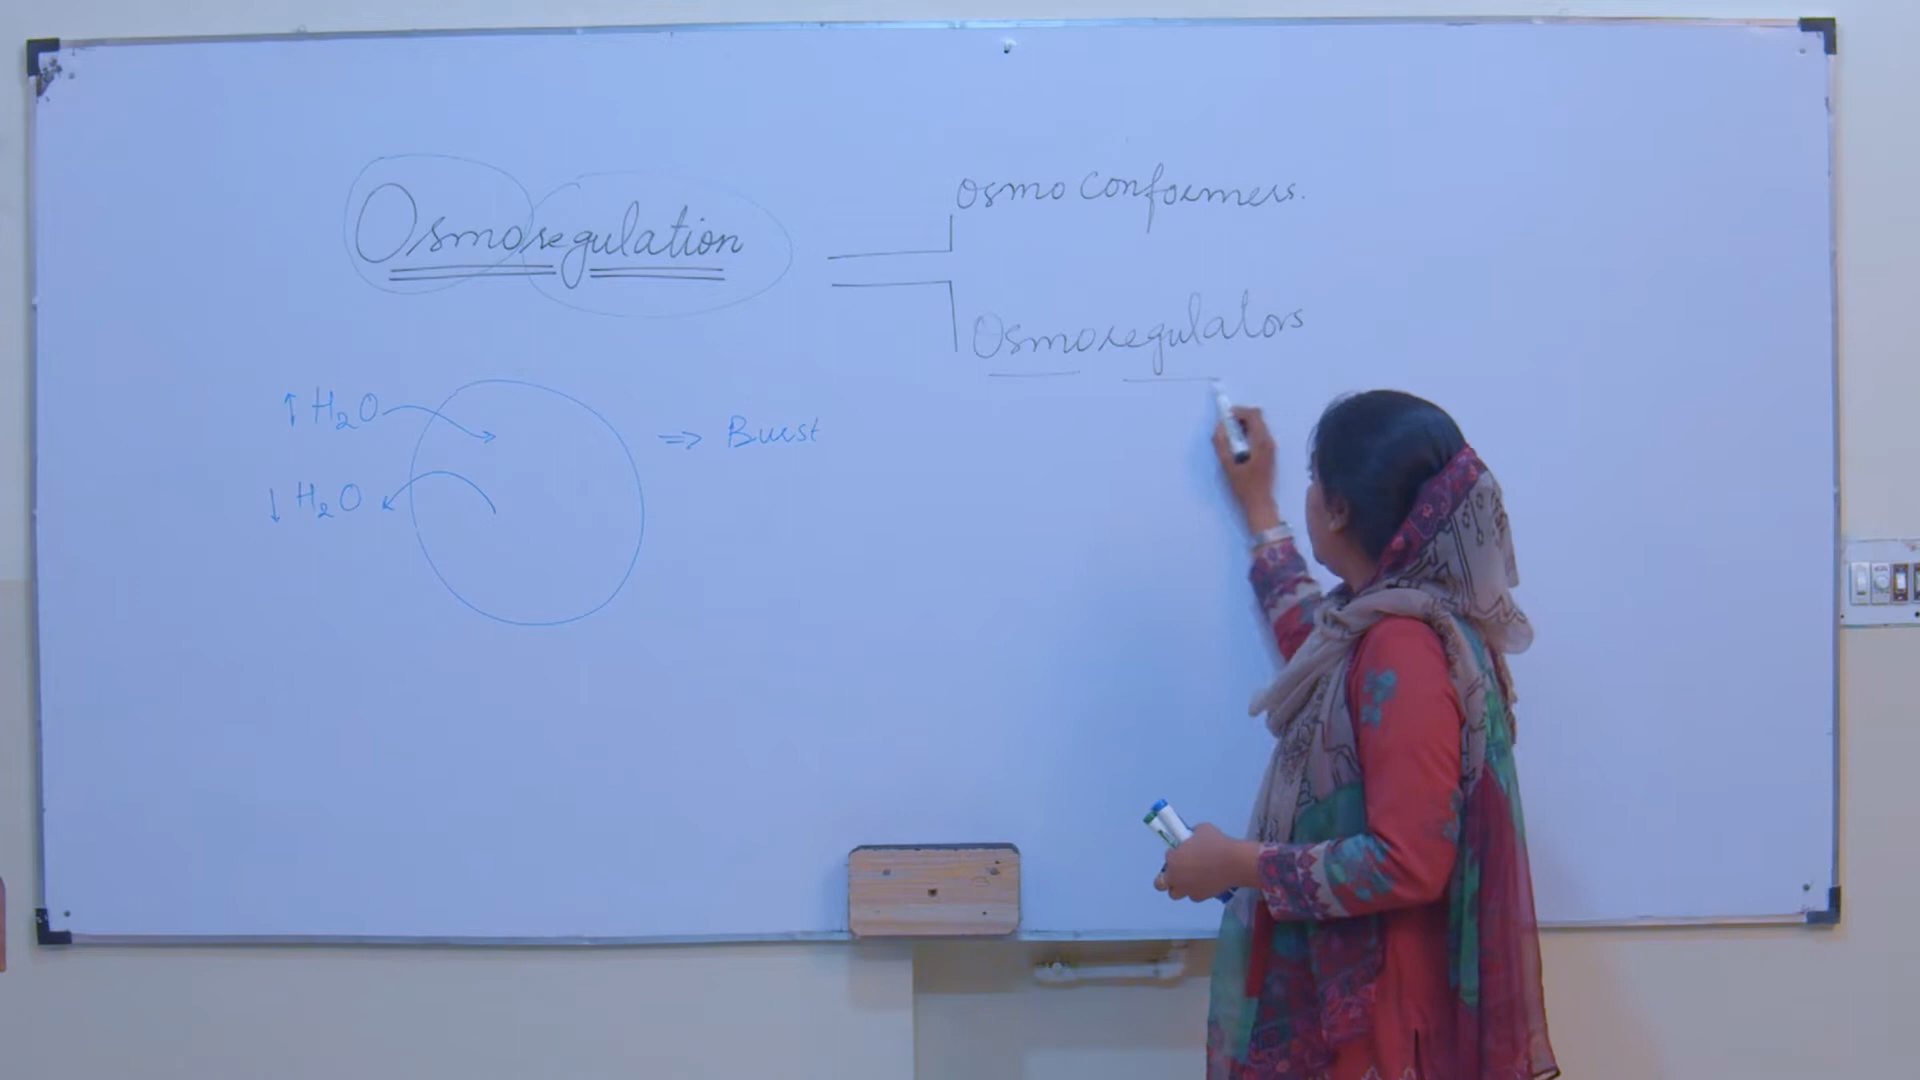 Osmoregulation
Osmo Conformers.
Osmoregulators
↑ H₂O
↓ H₂O
⇒ Burst